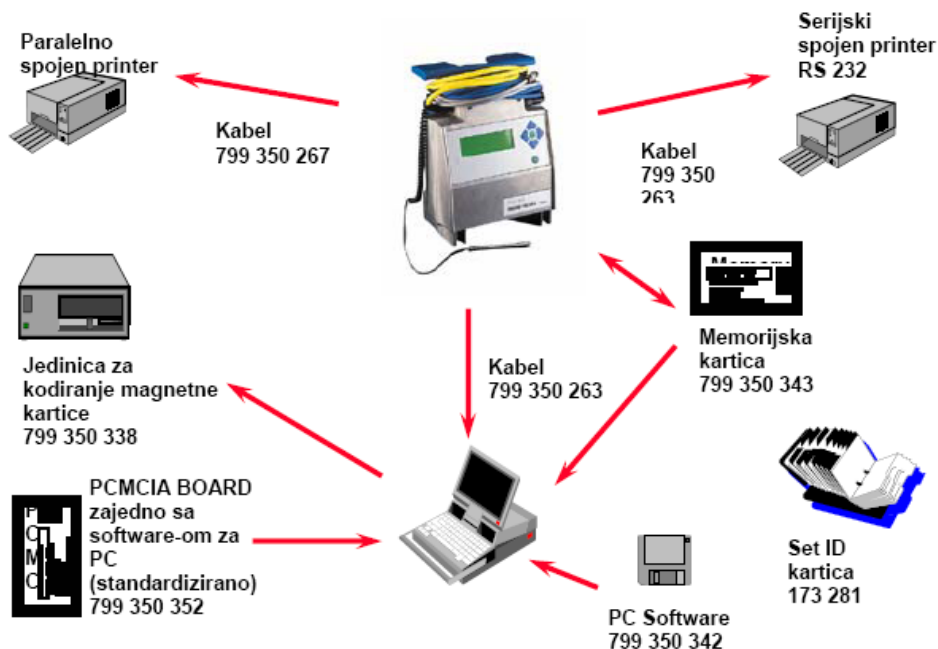 Paralelno
spojen printer
Kabel
799 350 267
Serijski
spojen printer
RS 232
Kabel
799 350
263
Jedinica za
kodiranje magnetne
kartice
799 350 338
Kabel
799 350 263
Memorijska
kartica
799 350 343
PCMCIA BOARD
zajedno sa
software-om za
PC
(standardizirano)
799 350 352
P
C
M
C
PC Software
799 350 342
Set ID
kartica
173 281